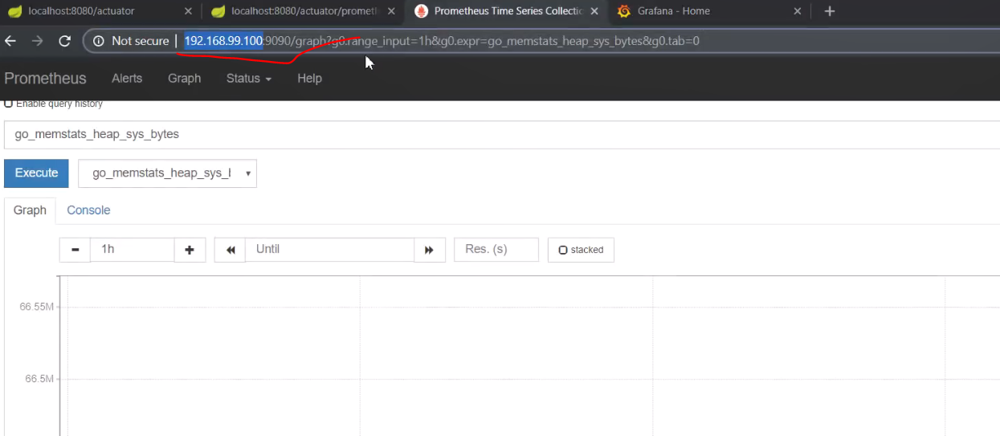 localhost:8080/actuator
localhost:8080/actuator/prometh
Prometheus Time Series Collectio
Grafana - Home
Not secure | 192.168.99.100:9090/graph?g0.range_input=1h&g0.expr=go_memstats_heap_sys_bytes&g0.tab=0
Prometheus Alerts Graph Status Help
Enable query history
go_memstats_heap_sys_bytes
Execute go_memstats_heap_sys_l
Graph Console
1h Until Res. (s) stacked
66.55M
66.5M